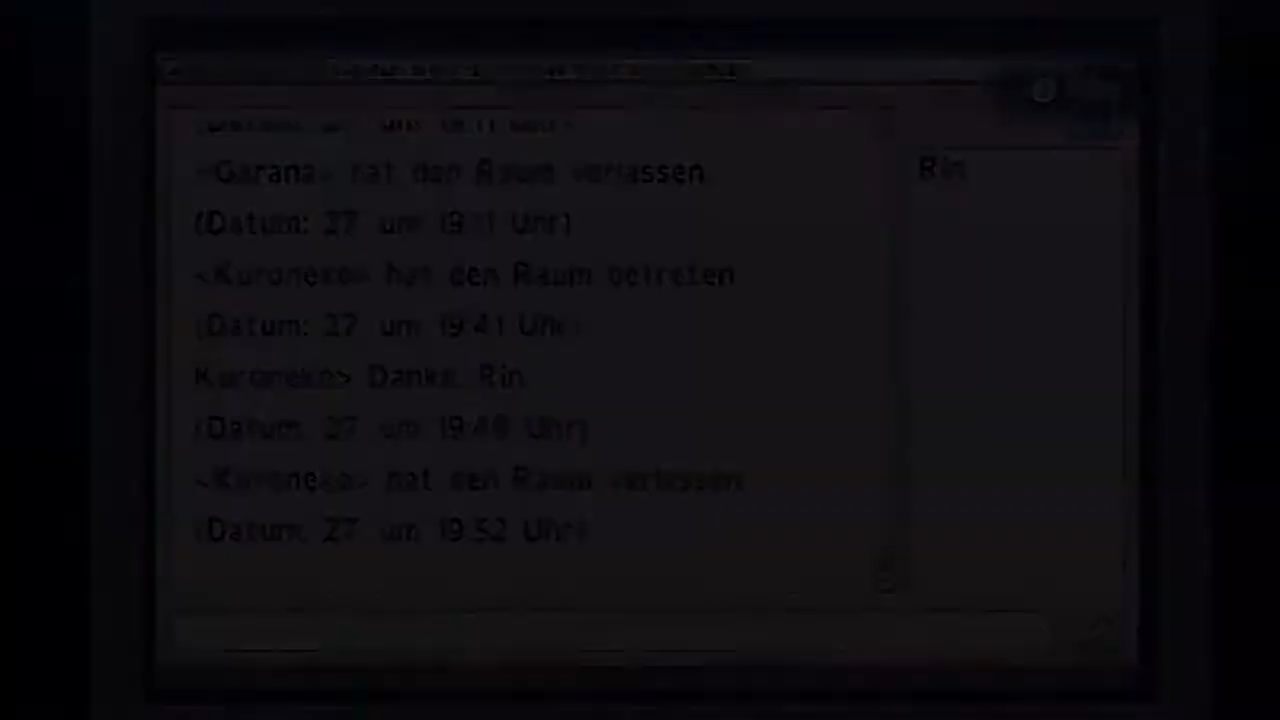 <Garana> hat den Raum verlassen
(Datum: 27. um 19:11 Uhr)
<Kuroneko> hat den Raum betreten
(Datum: 27. um 19:41 Uhr)
Kuroneko> Danke, Rin
(Datum: 27. um 19:48 Uhr)
<Kuroneko> hat den Raum verlassen
(Datum: 27. um 19:52 Uhr)
Rin